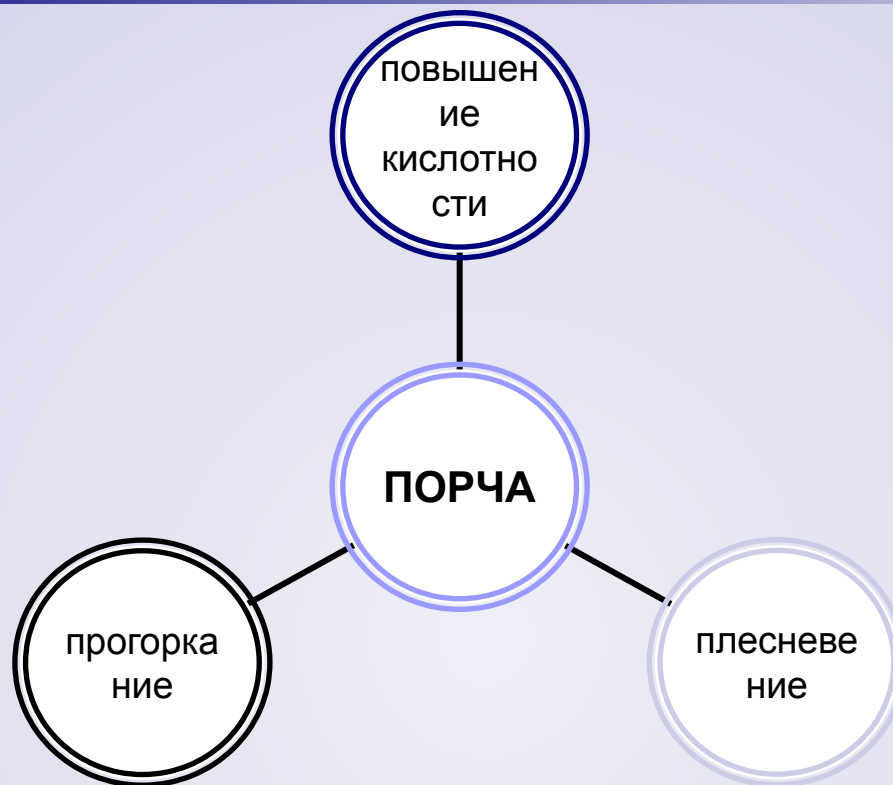 повышен
ие
кислотно
сти
ПОРЧА
прогорка
ние
плесневе
ние